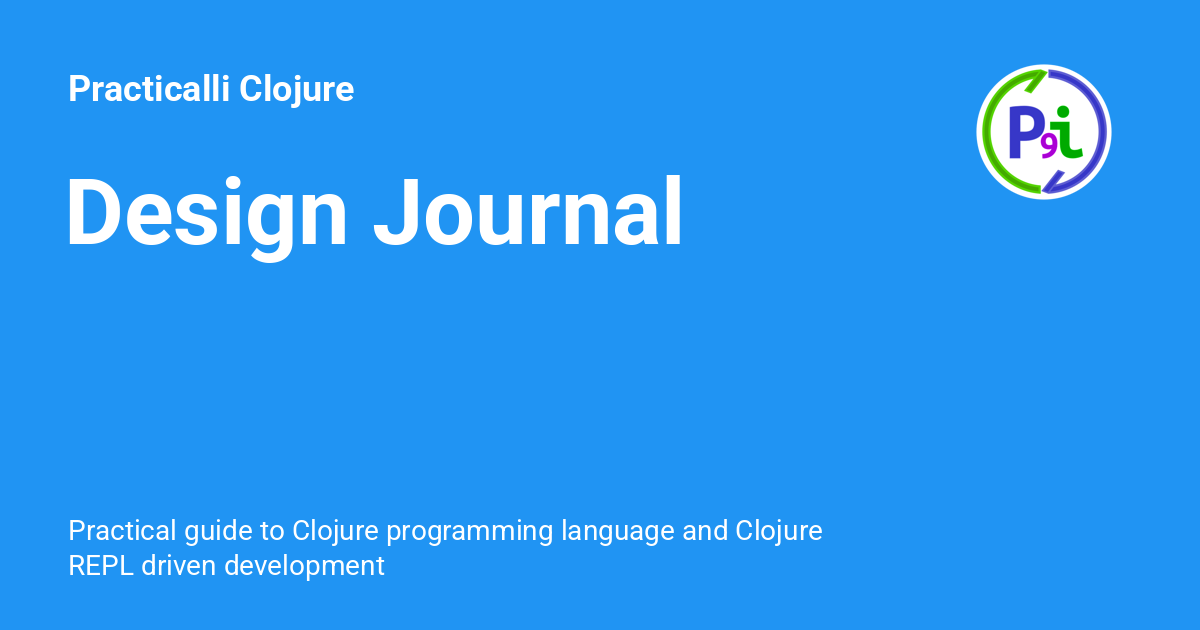 Practicalli Clojure
P9i
Design Journal
Practical guide to Clojure programming language and Clojure
REPL driven development